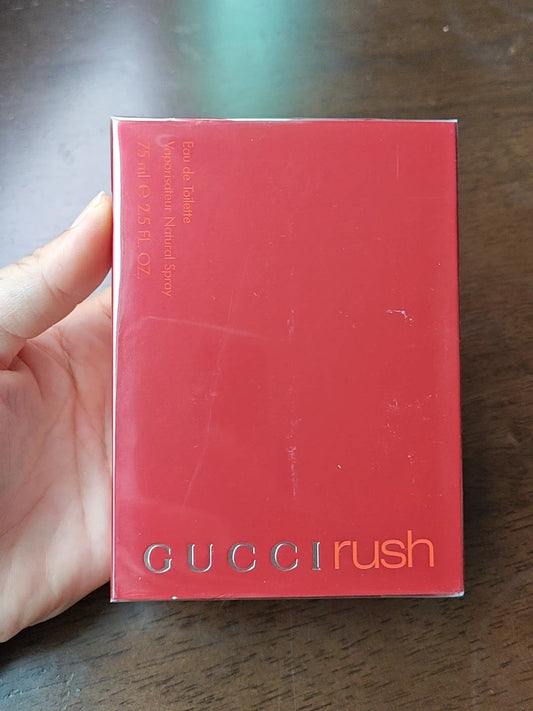 Eau de Toilette
Vaporisateur Natural Spray
75 ml e 2.5 FL. OZ.
GUCCI rush